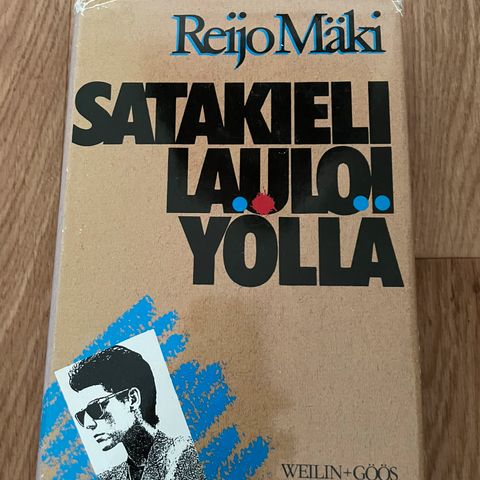 Reijo Mäki
SATAKIELI
LAULOI
YÖLLÄ
WEILIN+GÖÖS